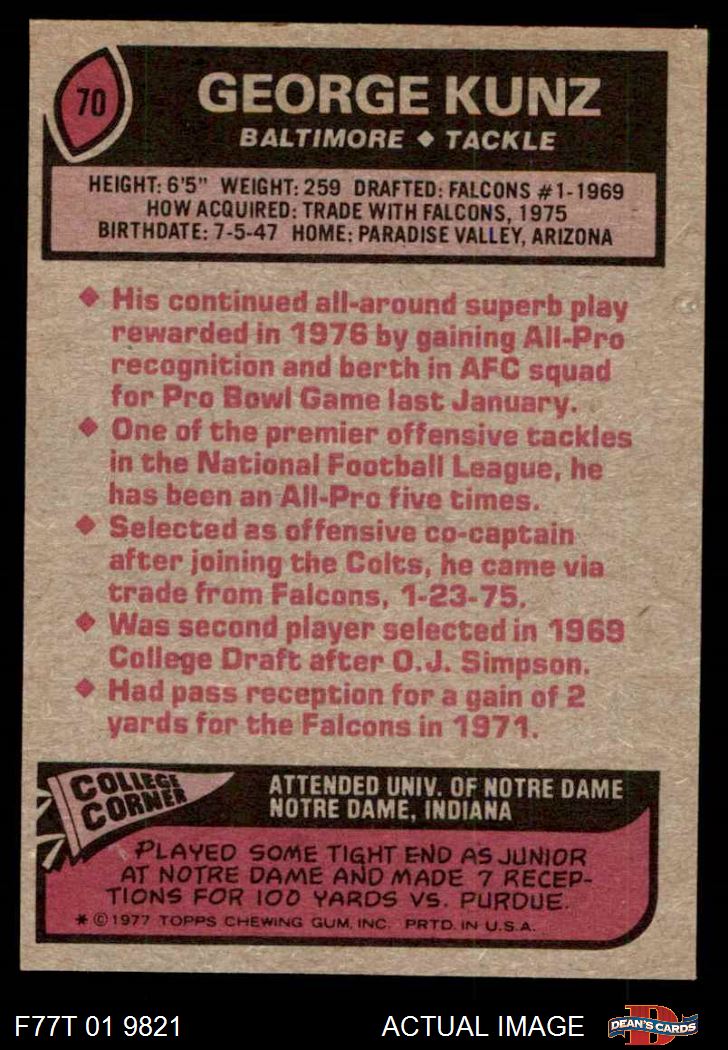 70
GEORGE KUNZ
BALTIMORE ◆ TACKLE
HEIGHT: 6'5" WEIGHT: 259 DRAFTED: FALCONS #1-1969
HOW ACQUIRED: TRADE WITH FALCONS, 1975
BIRTHDATE: 7-5-47 HOME: PARADISE VALLEY, ARIZONA
◆ His continued all-around superb play
rewarded in 1976 by gaining All-Pro
recognition and berth in AFC squad
for Pro Bowl Game last January.
◆ One of the premier offensive tackles
in the National Football League, he
has been an All-Pro five times.
◆ Selected as offensive co-captain
after joining the Colts, he came via
trade from Falcons, 1-23-75.
◆ Was second player selected in 1969
College Draft after O.J. Simpson.
◆ Had pass reception for a gain of 2
yards for the Falcons in 1971.
COLLEGE
CORNER
ATTENDED UNIV. OF NOTRE DAME
NOTRE DAME, INDIANA
PLAYED SOME TIGHT END AS JUNIOR
AT NOTRE DAME AND MADE 7 RECEP-
TIONS FOR 100 YARDS VS. PURDUE.
* © 1977 TOPPS CHEWING GUM, INC. PRTD. IN U.S.A.
F77T 01 9821
ACTUAL IMAGE
D
DEAN'S CARDS